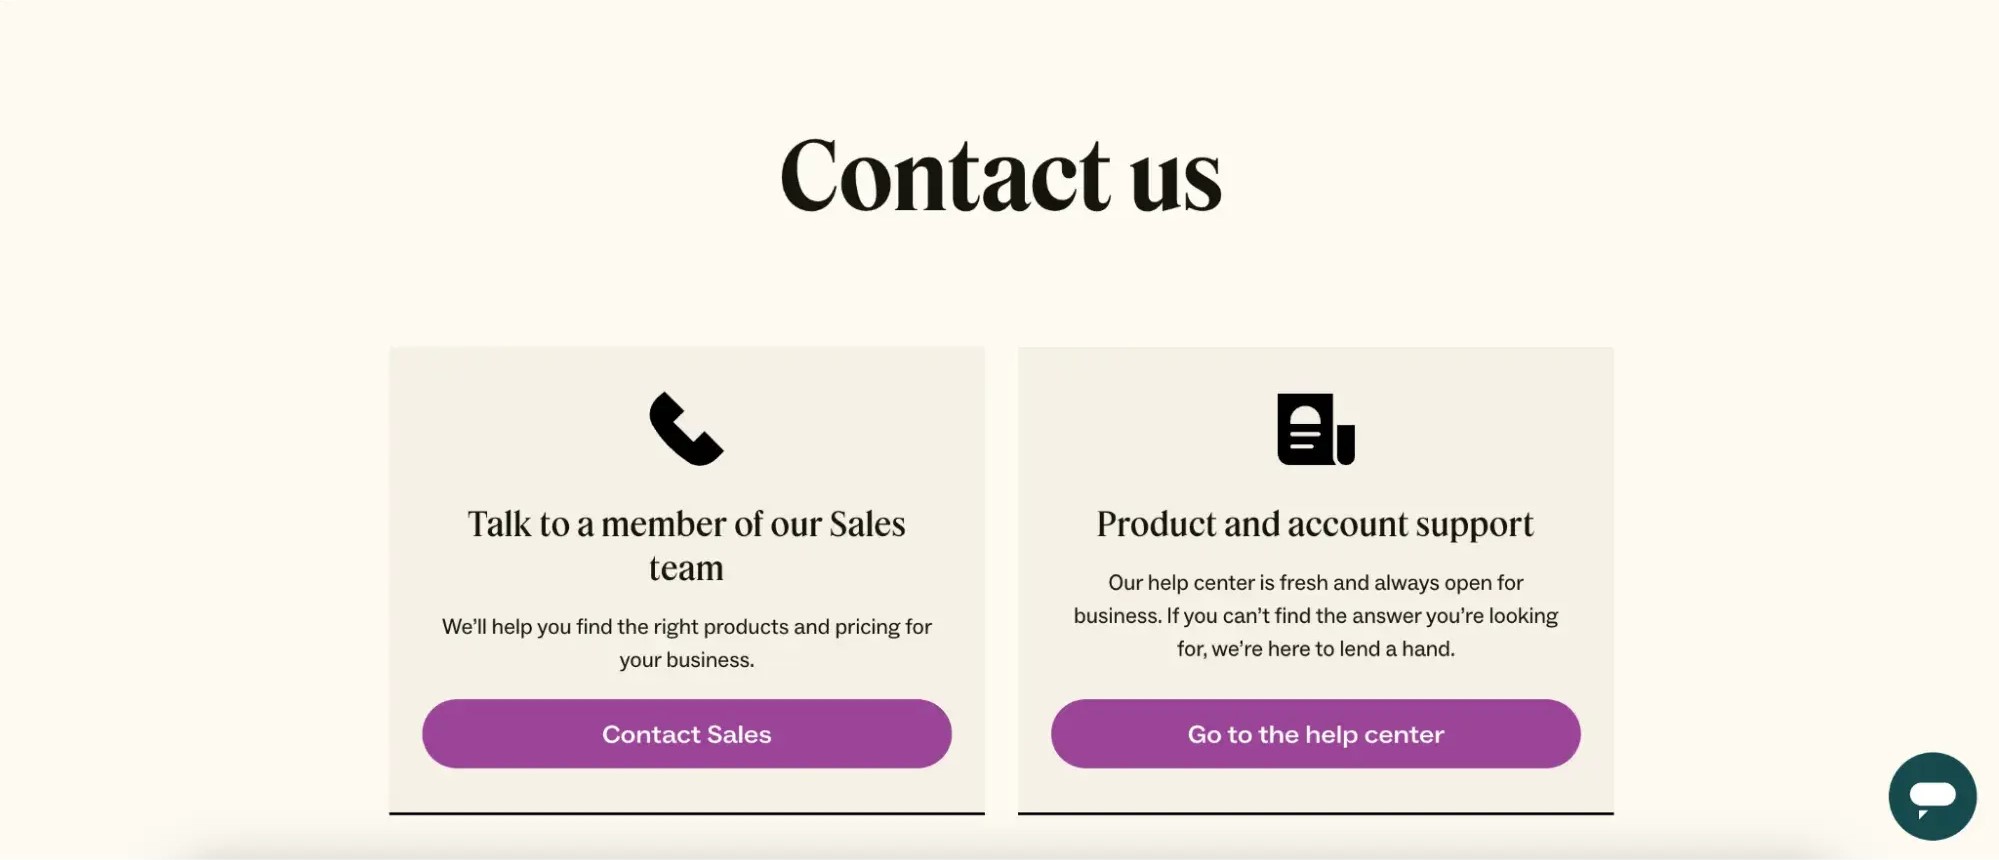 Contact us
Talk to a member of our Sales
team
We’ll help you find the right products and pricing for
your business.
Contact Sales
Product and account support
Our help center is fresh and always open for
business. If you can’t find the answer you’re looking
for, we’re here to lend a hand.
Go to the help center